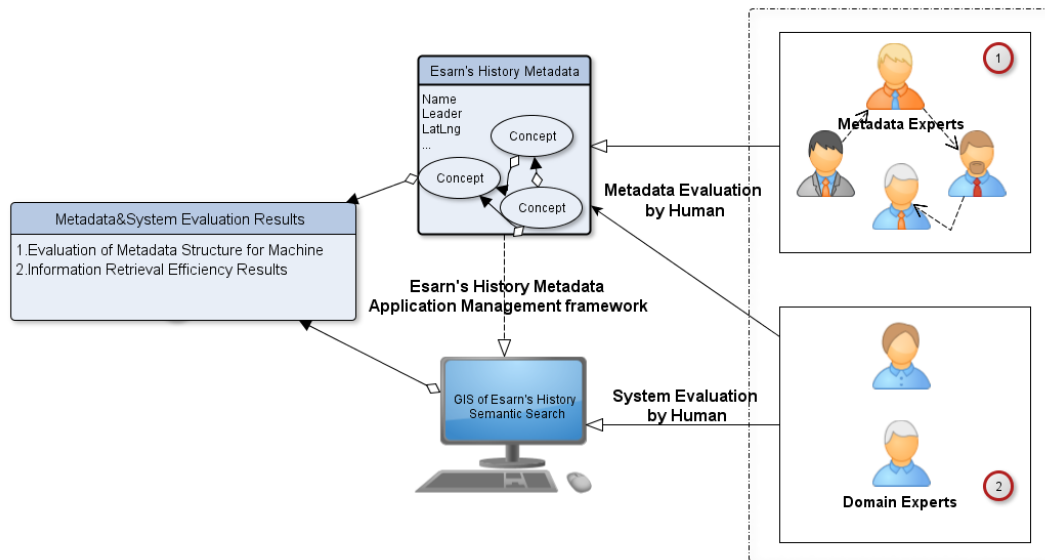 Esarn's History Metadata
Name
Leader
LatLng
...
Concept
Concept
Concept
1
Metadata Experts
Metadata Evaluation
by Human
Metadata&System Evaluation Results
1.Evaluation of Metadata Structure for Machine
2.Information Retrieval Efficiency Results
Esarn's History Metadata
Application Management framework
GIS of Esarn's History
Semantic Search
System Evaluation
by Human
2
Domain Experts